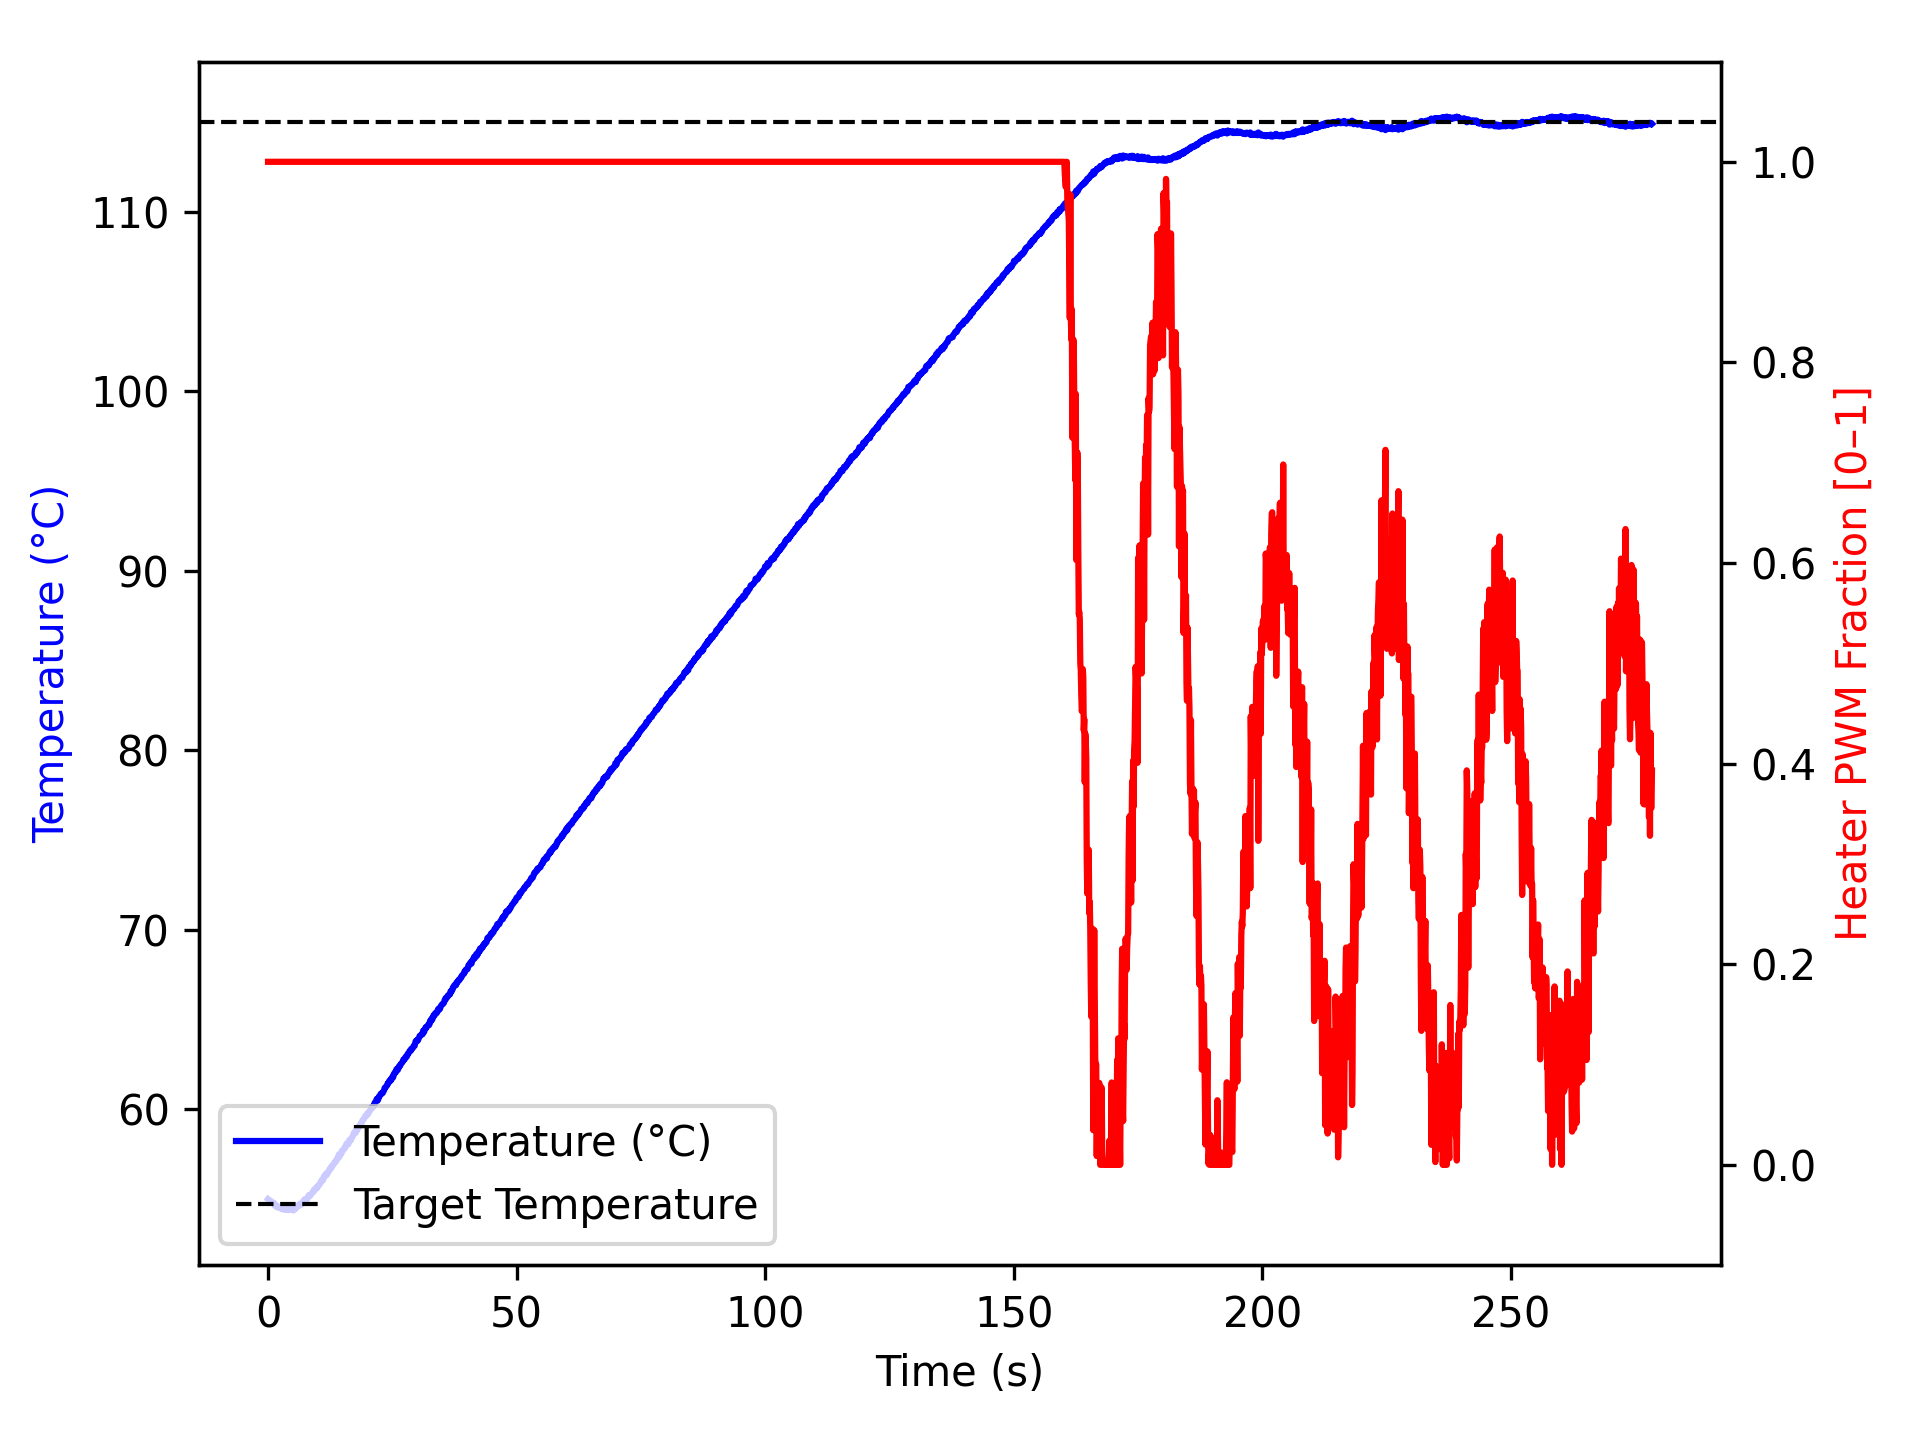 110
100
90
80
70
60
Temperature (°C)
1.0
0.8
0.6
0.4
0.2
0.0
Heater PWM Fraction [0–1]
Temperature (°C)
Target Temperature
0 50 100 150 200 250
Time (s)